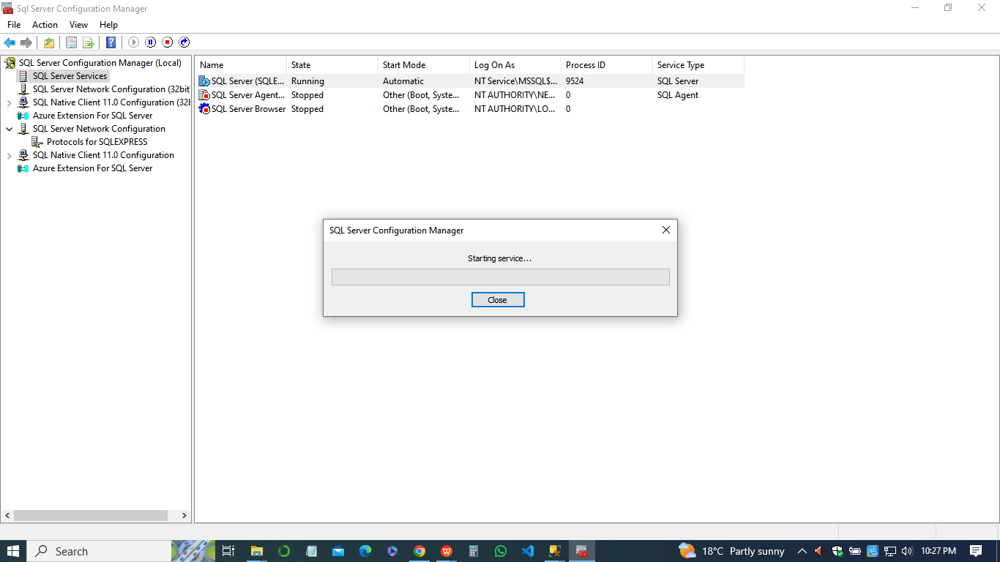 Sql Server Configuration Manager
File Action View Help
SQL Server Configuration Manager (Local)
SQL Server Services
SQL Server Network Configuration (32bit
SQL Native Client 11.0 Configuration (32b
Azure Extension For SQL Server
SQL Server Network Configuration
Protocols for SQLEXPRESS
SQL Native Client 11.0 Configuration
Azure Extension For SQL Server
Name State Start Mode Log On As Process ID Service Type
SQL Server (SQLE... Running Automatic NT Service\MSSQL$... 9524 SQL Server
SQL Server Agent... Stopped Other (Boot, Syste... NT AUTHORITY\NE... 0 SQL Agent
SQL Server Browser Stopped Other (Boot, Syste... NT AUTHORITY\LO... 0
SQL Server Configuration Manager
Starting service...
Close
Search
18°C Partly sunny
10:27 PM